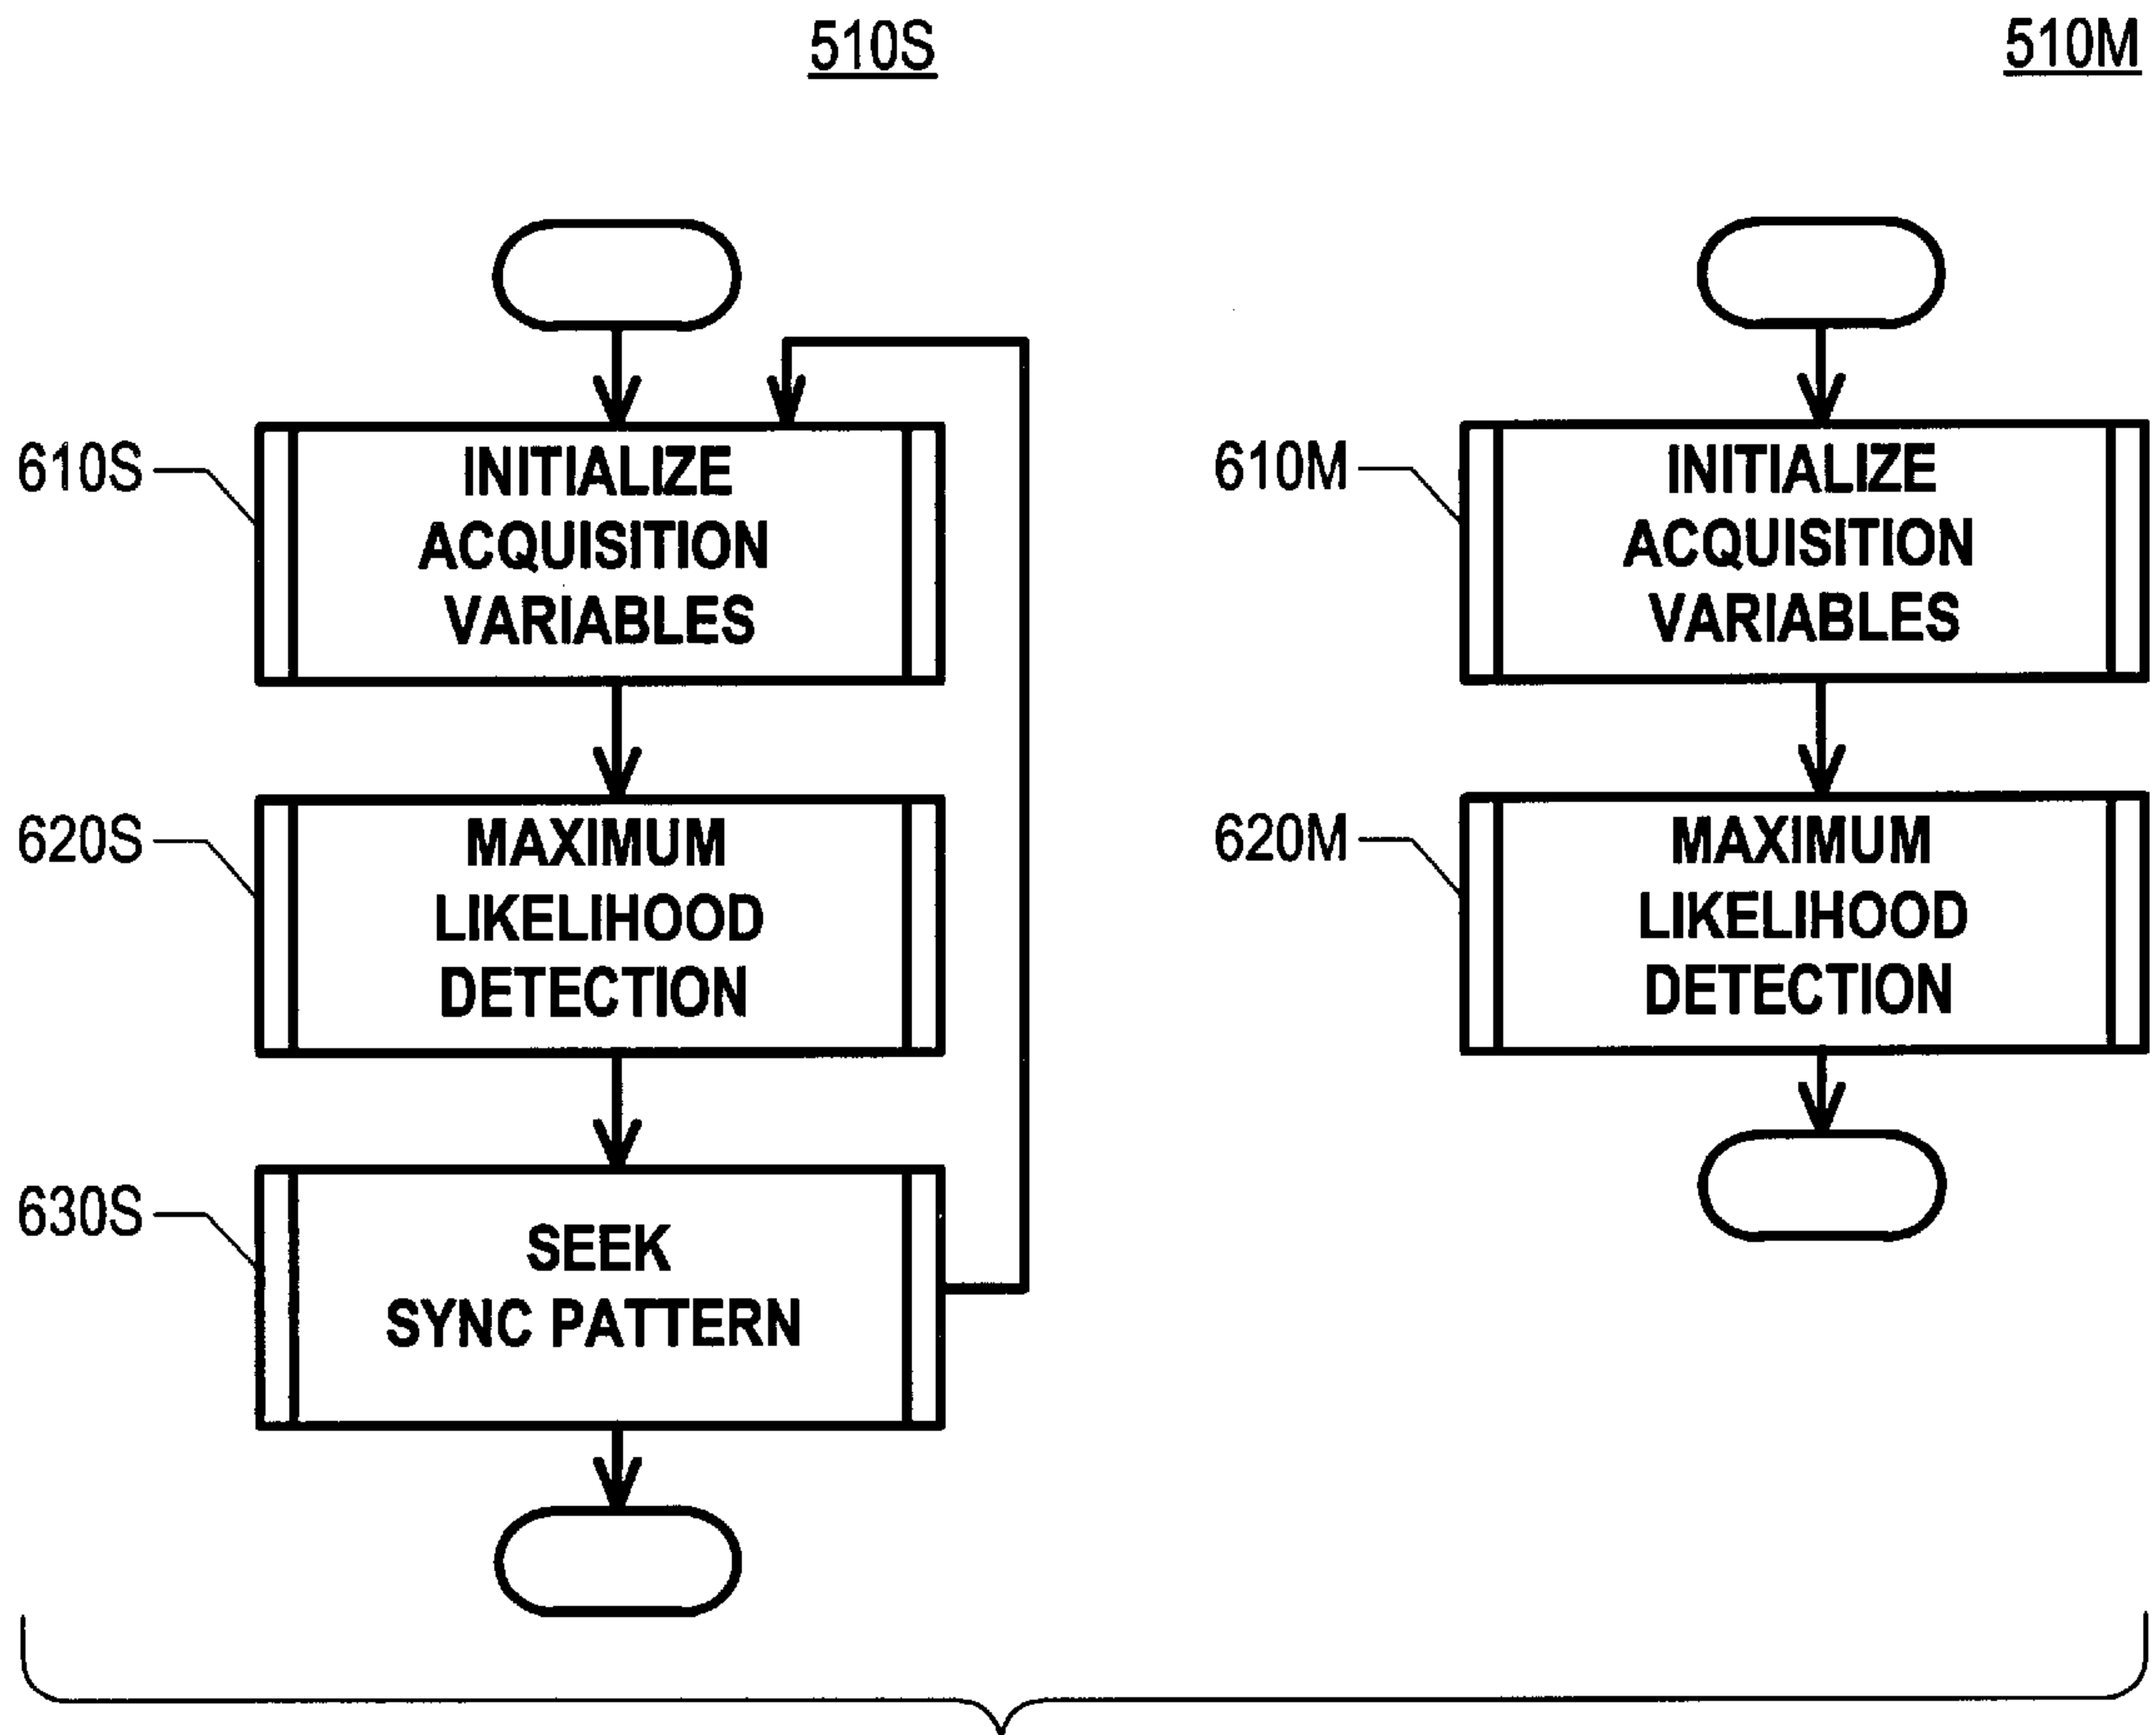 510S
610S
INITIALIZE
ACQUISITION
VARIABLES
620S
MAXIMUM
LIKELIHOOD
DETECTION
630S
SEEK
SYNC PATTERN
510M
610M
INITIALIZE
ACQUISITION
VARIABLES
620M
MAXIMUM
LIKELIHOOD
DETECTION